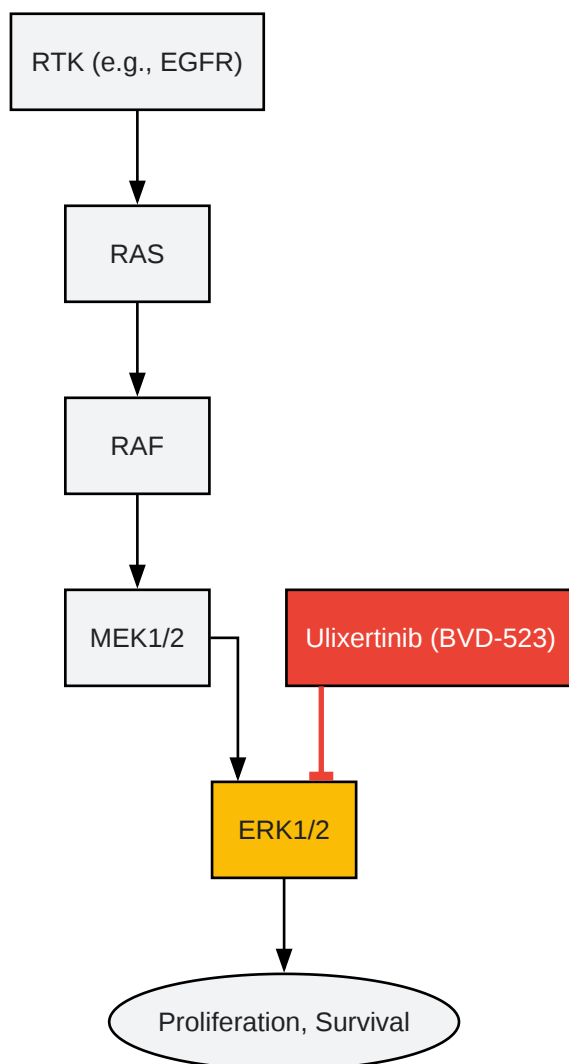 RTK (e.g., EGFR)
RAS
RAF
MEK1/2
Ulixertinib (BVD-523)
ERK1/2
Proliferation, Survival